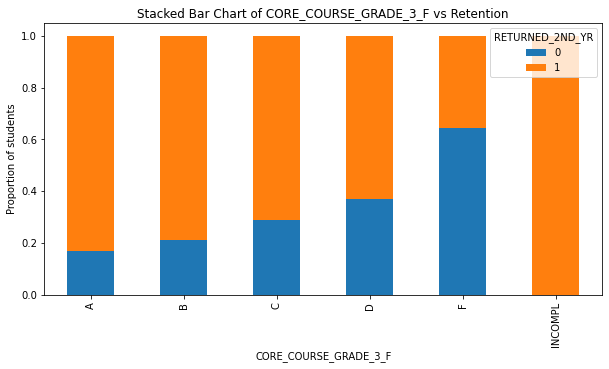 Stacked Bar Chart of CORE_COURSE_GRADE_3_F vs Retention
RETURNED_2ND_YR
0
1
Proportion of students
1.0
0.8
0.6
0.4
0.2
0.0
A
B
C
D
F
INCOMPL
CORE_COURSE_GRADE_3_F